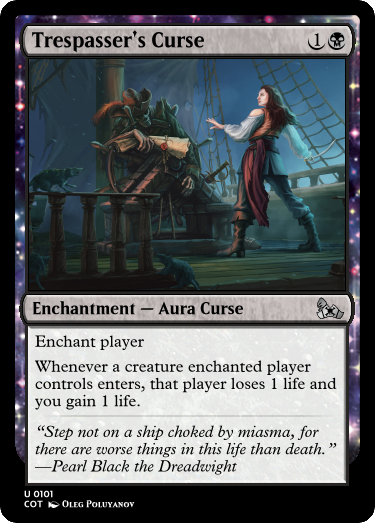 Trespasser's Curse
1
Enchantment — Aura Curse
Enchant player
Whenever a creature enchanted player
controls enters, that player loses 1 life and
you gain 1 life.
“Step not on a ship choked by miasma, for
there are worse things in this life than death.”
—Pearl Black the Dreadwight
U 0101
COT Oleg Poluyanov